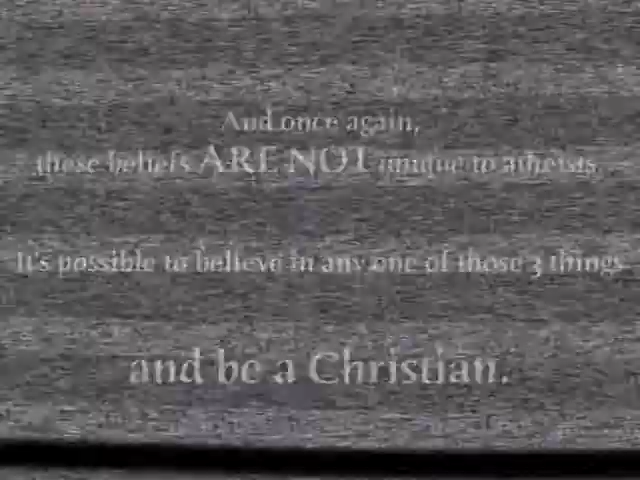 And once again,
these beliefs ARE NOT unique to atheists.
It's possible to believe in any one of those 3 things
and be a Christian.